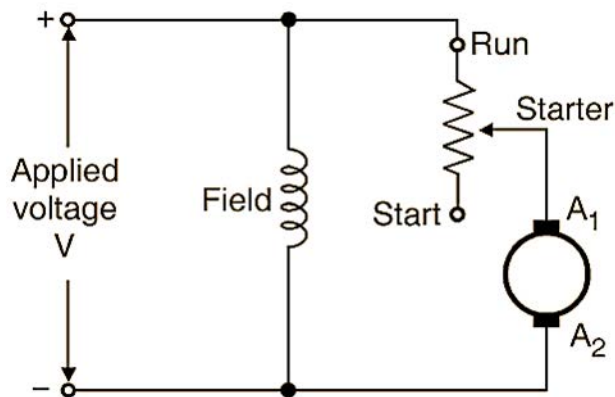 +
Run
Starter
Applied
voltage
V
Field
Start
A₁
A₂
−